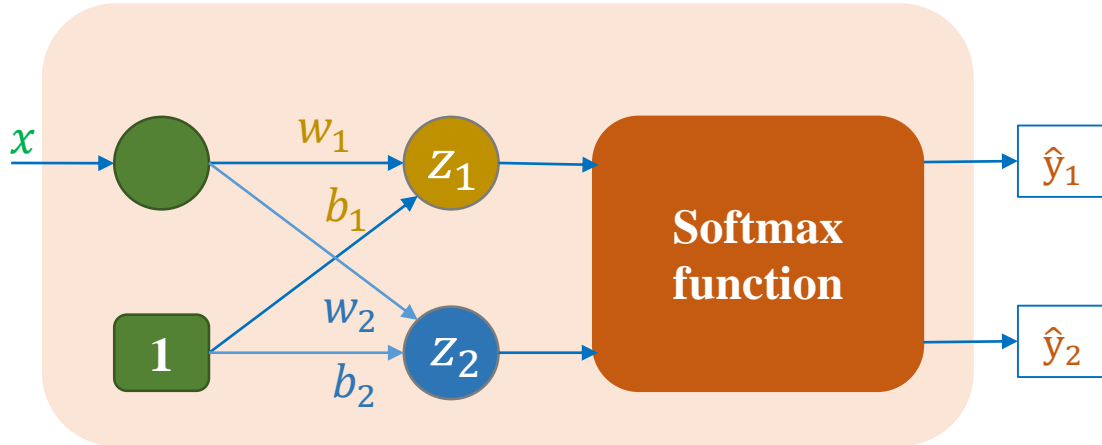 x
w₁
z₁
b₁
ŷ₁
Softmax
function
1
w₂
z₂
b₂
ŷ₂